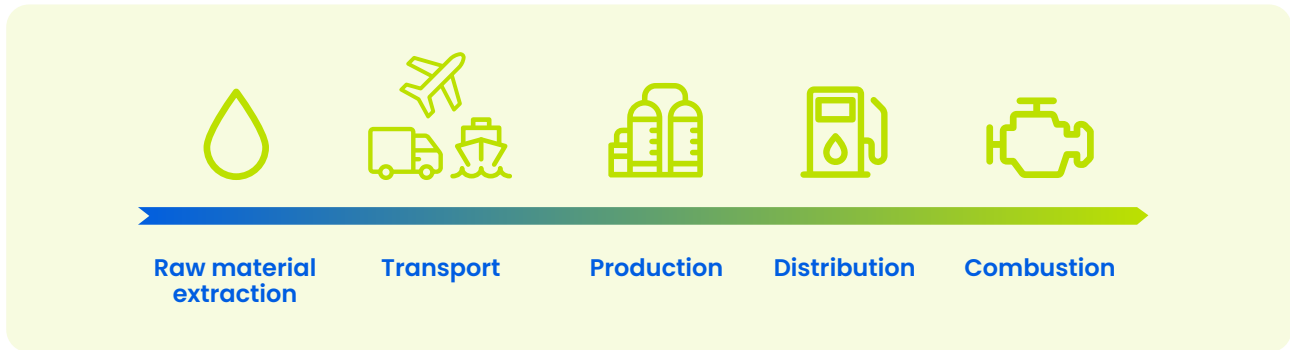 Raw material
extraction
Transport
Production
Distribution
Combustion